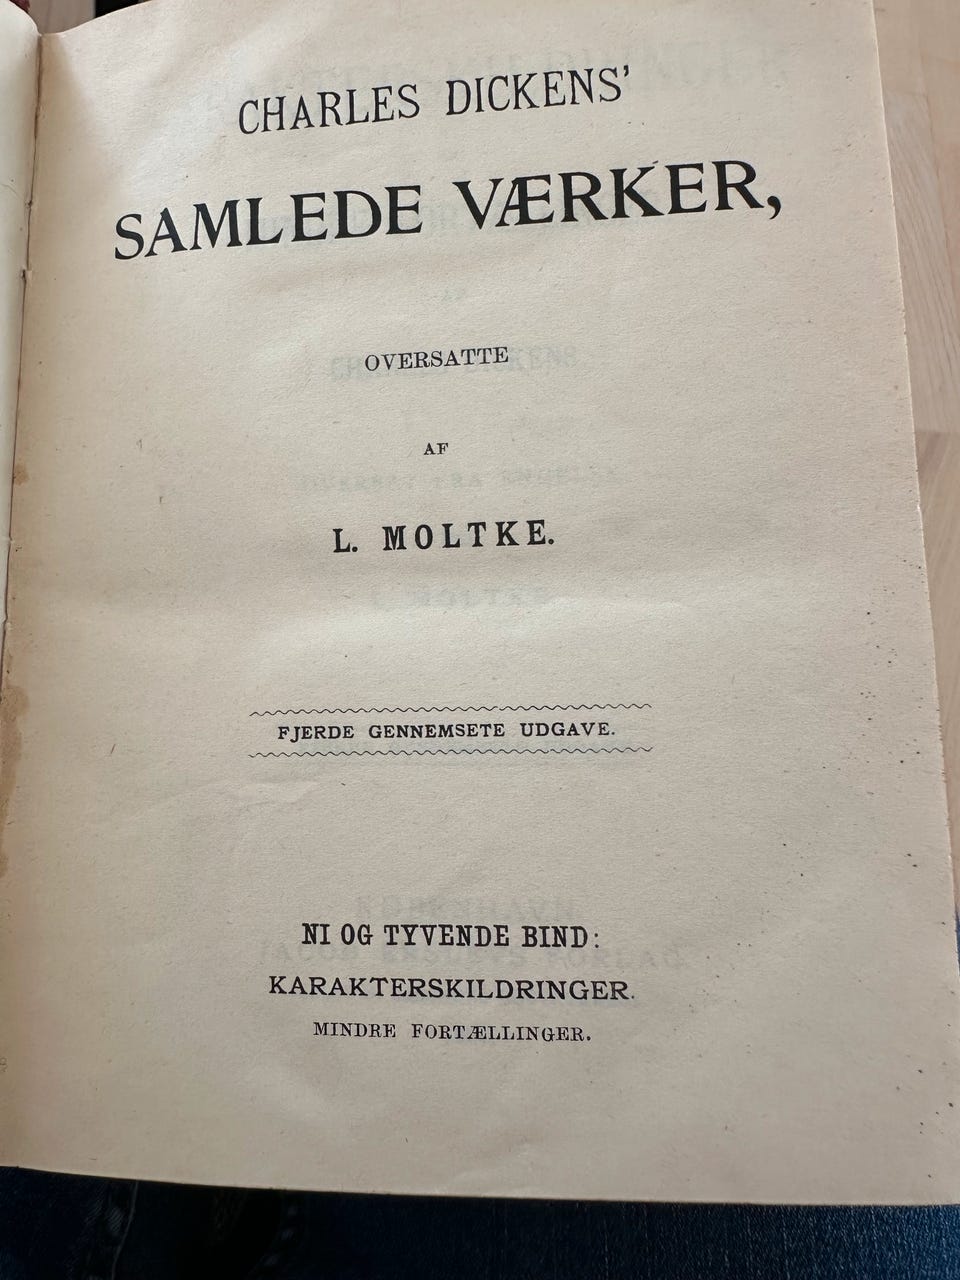 CHARLES DICKENS'
SAMLEDE VÆRKER,
OVERSATTE
AF
L. MOLTKE.
FJERDE GENNEMSETE UDGAVE.
NI OG TYVENDE BIND:
KARAKTERSKILDRINGER.
MINDRE FORTÆLLINGER.